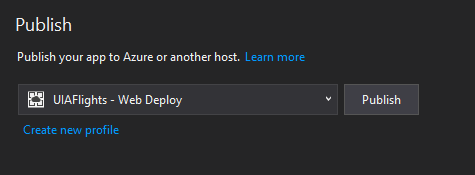 Publish
Publish your app to Azure or another host. Learn more
UIAFlights - Web Deploy Publish
Create new profile